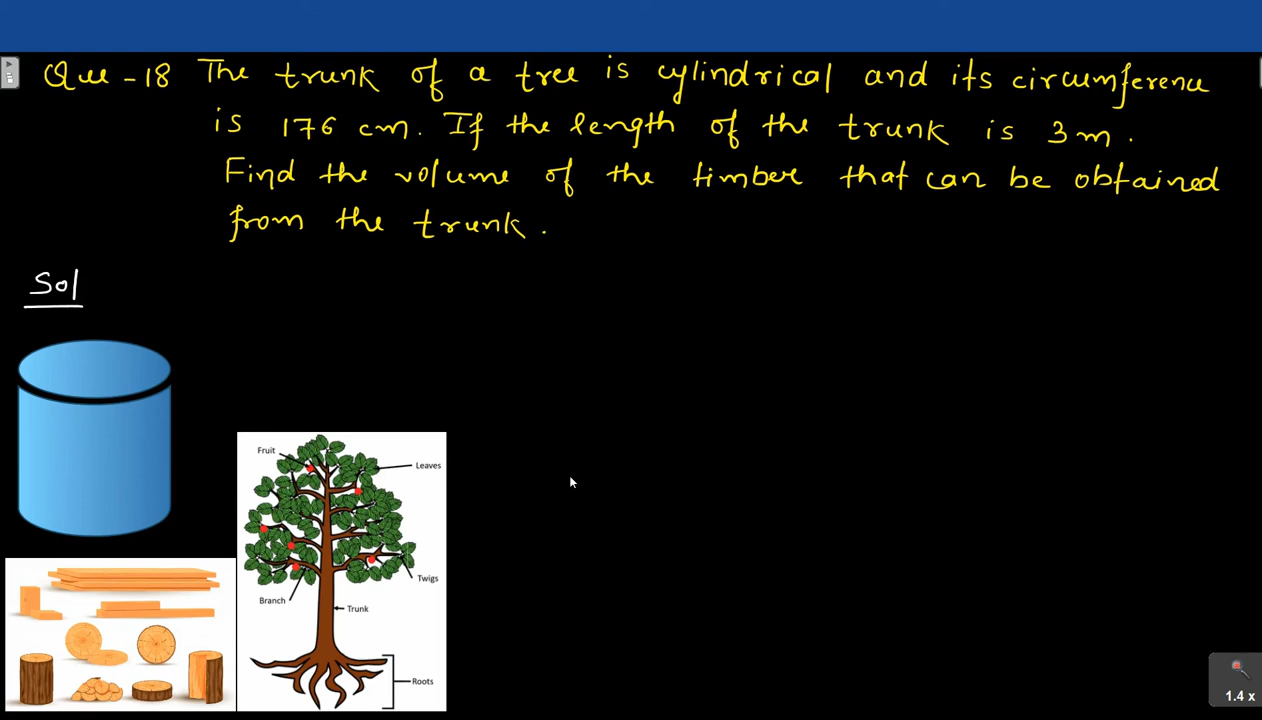 Que - 18 The trunk of a tree is cylindrical and its circumference
is 176 cm. If the length of the trunk is 3 m.
Find the volume of the timber that can be obtained
from the trunk.
Sol
Fruit
Leaves
Twigs
Branch
Trunk
Roots
1.4 x